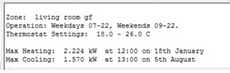 Zone: living room gf
Operation: Weekdays 07-22, Weekends 09-22.
Thermostat Settings: 18.0 - 26.0 C
Max Heating: 2.224 kW at 12:00 on 18th January
Max Cooling: 1.570 kW at 13:00 on 5th August